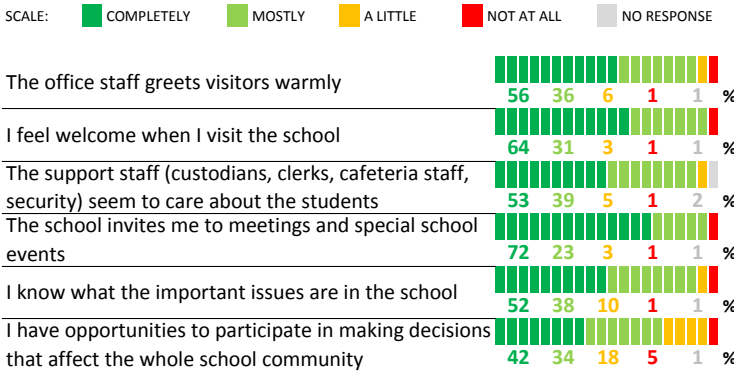 SCALE: COMPLETELY MOSTLY A LITTLE NOT AT ALL NO RESPONSE
The office staff greets visitors warmly
56 36 6 1 1 %
I feel welcome when I visit the school
64 31 3 1 1 %
The support staff (custodians, clerks, cafeteria staff,
security) seem to care about the students
53 39 5 1 2 %
The school invites me to meetings and special school
events
72 23 3 1 1 %
I know what the important issues are in the school
52 38 10 1 1 %
I have opportunities to participate in making decisions
that affect the whole school community
42 34 18 5 1 %